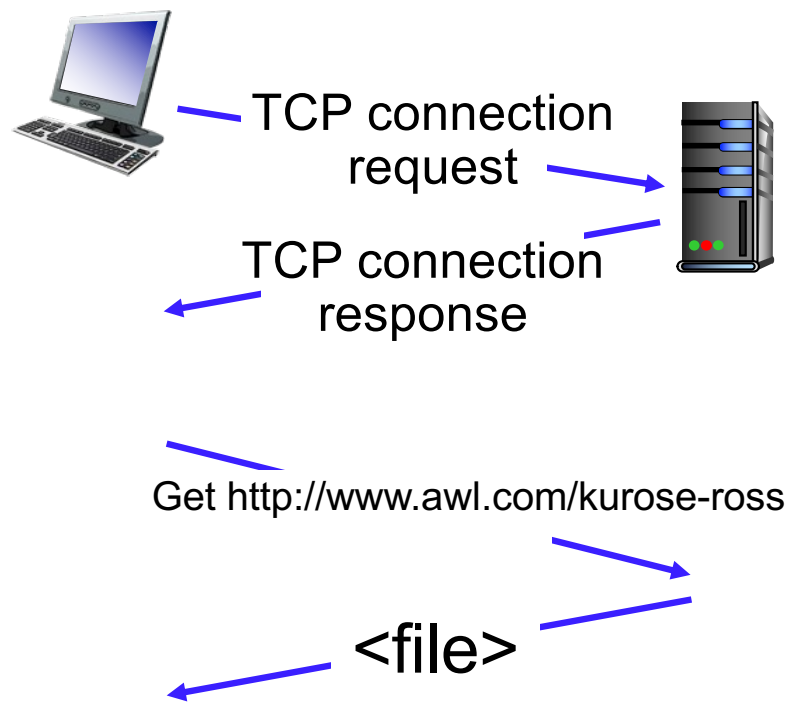 TCP connection
request
TCP connection
response
Get http://www.awl.com/kurose-ross
<file>